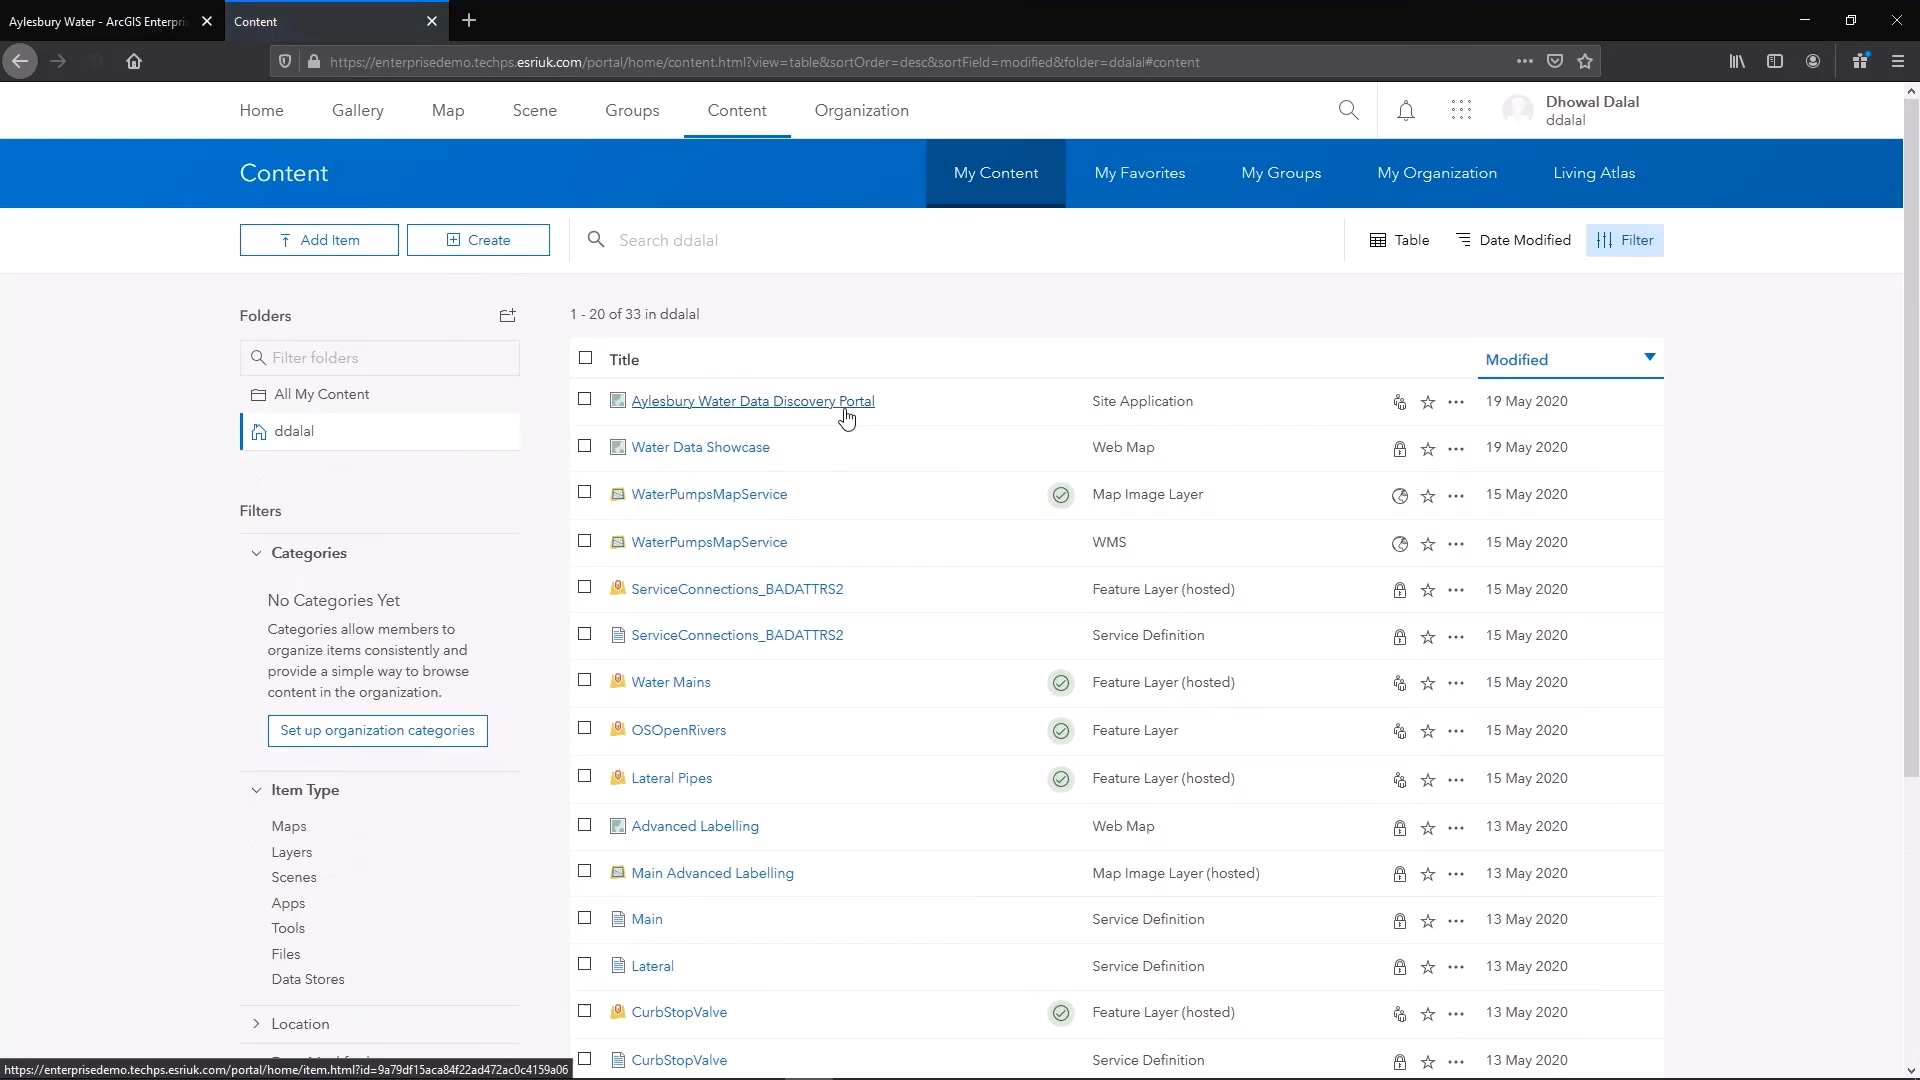 Aylesbury Water - ArcGIS Enterpris
Content
https://enterprisedemo.techps.esriuk.com/portal/home/content.html?view=table&sortOrder=desc&sortField=modified&folder=ddalal#content
Home
Gallery
Map
Scene
Groups
Content
Organization
Dhowal Dalal
ddalal
Content
My Content
My Favorites
My Groups
My Organization
Living Atlas
Add Item
Create
Search ddalal
Table
Date Modified
Filter
Folders
Filter folders
All My Content
ddalal
Filters
Categories
No Categories Yet
Categories allow members to
organize items consistently and
provide a simple way to browse
content in the organization.
Set up organization categories
Item Type
Maps
Layers
Scenes
Apps
Tools
Files
Data Stores
Location
1 - 20 of 33 in ddalal
Title Modified
Aylesbury Water Data Discovery Portal Site Application 19 May 2020
Water Data Showcase Web Map 19 May 2020
WaterPumpsMapService Map Image Layer 15 May 2020
WaterPumpsMapService WMS 15 May 2020
ServiceConnections_BADATTRS2 Feature Layer (hosted) 15 May 2020
ServiceConnections_BADATTRS2 Service Definition 15 May 2020
Water Mains Feature Layer (hosted) 15 May 2020
OSOpenRivers Feature Layer 15 May 2020
Lateral Pipes Feature Layer (hosted) 15 May 2020
Advanced Labelling Web Map 13 May 2020
Main Advanced Labelling Map Image Layer (hosted) 13 May 2020
Main Service Definition 13 May 2020
Lateral Service Definition 13 May 2020
CurbStopValve Feature Layer (hosted) 13 May 2020
CurbStopValve Service Definition 13 May 2020
https://enterprisedemo.techps.esriuk.com/portal/home/item.html?id=9a79df15aca84f22ad472ac0c4159a06